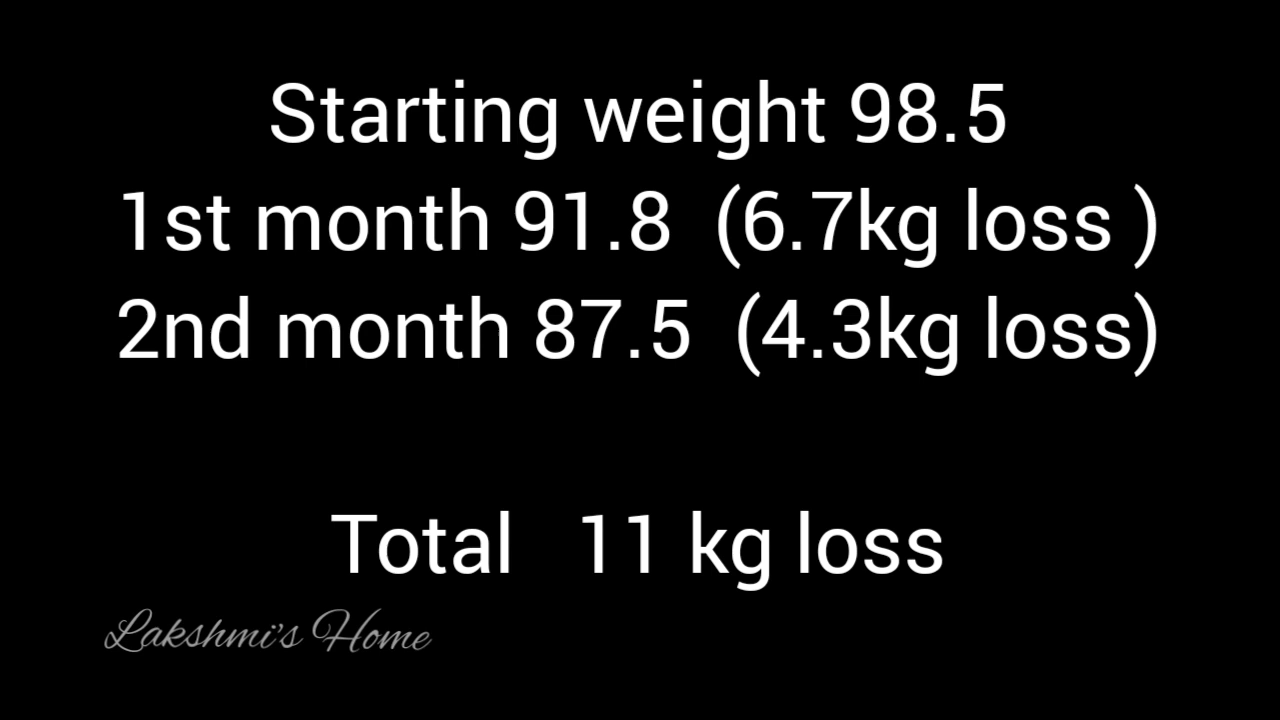 Starting weight 98.5
1st month 91.8 (6.7kg loss )
2nd month 87.5 (4.3kg loss)
Total 11 kg loss
Lakshmi's Home